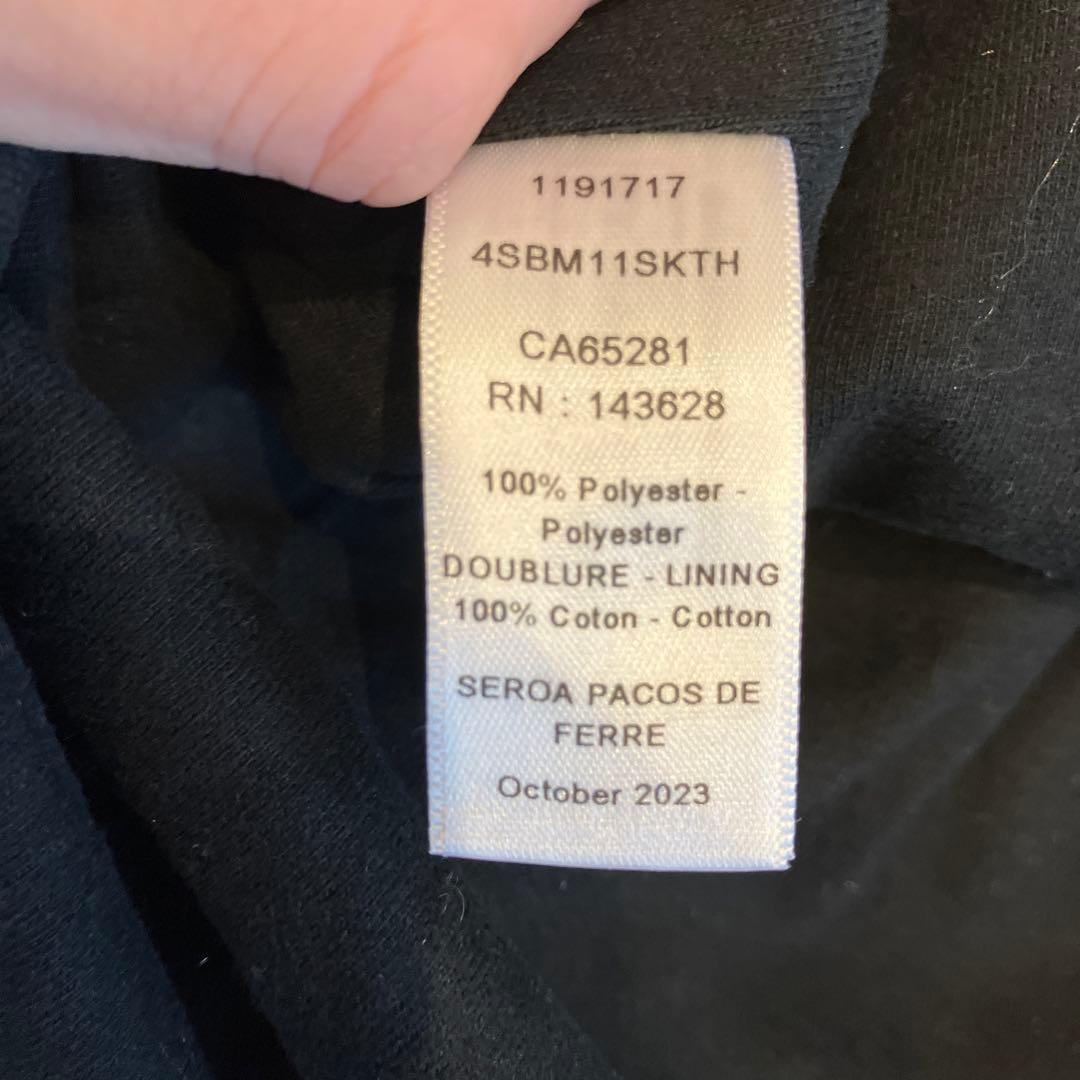 1191717
4SBM11SKTH
CA65281
RN : 143628
100% Polyester -
Polyester
DOUBLURE - LINING
100% Coton - Cotton
SEROA PACOS DE
FERRE
October 2023